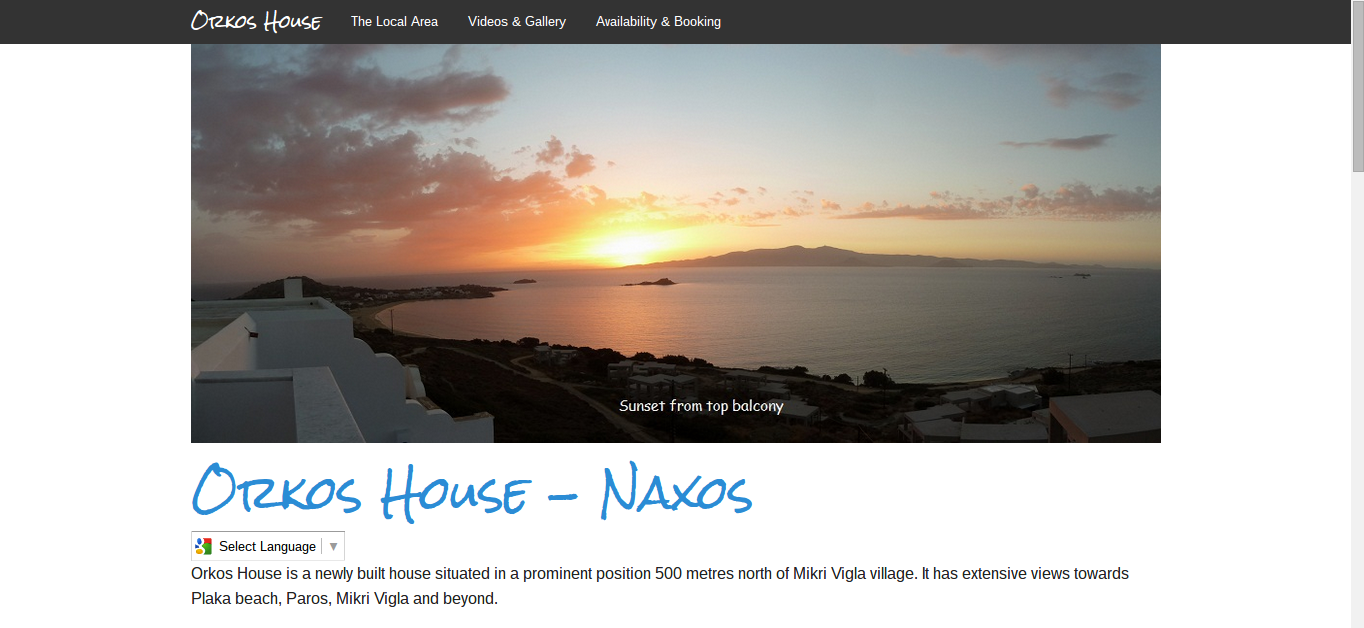 Orkos House The Local Area Videos & Gallery Availability & Booking
Sunset from top balcony
Orkos House – Naxos
Select Language ▼
Orkos House is a newly built house situated in a prominent position 500 metres north of Mikri Vigla village. It has extensive views towards
Plaka beach, Paros, Mikri Vigla and beyond.